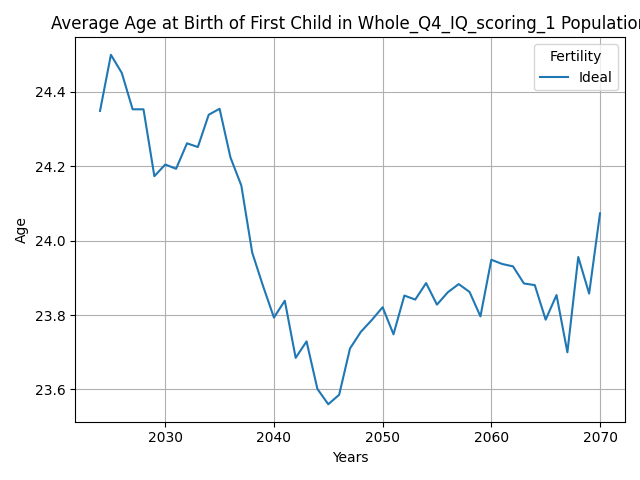 Average Age at Birth of First Child in Whole_Q4_IQ_scoring_1 Population
Fertility
Ideal
24.4
24.2
24.0
23.8
23.6
Age
2030
2040
2050
2060
2070
Years